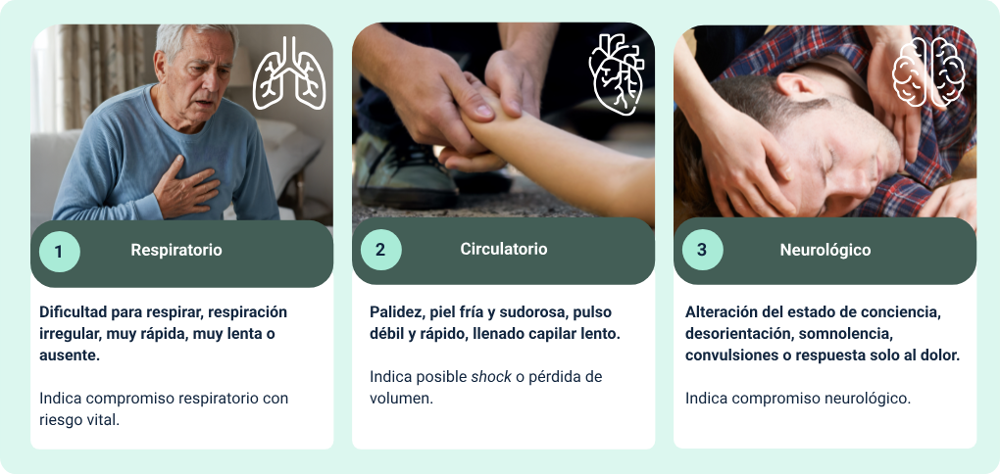 1
Respiratorio
Dificultad para respirar, respiración
irregular, muy rápida, muy lenta o
ausente.
Indica compromiso respiratorio con
riesgo vital.
2
Circulatorio
Palidez, piel fría y sudorosa, pulso
débil y rápido, llenado capilar lento.
Indica posible shock o pérdida de
volumen.
3
Neurológico
Alteración del estado de conciencia,
desorientación, somnolencia,
convulsiones o respuesta solo al dolor.
Indica compromiso neurológico.